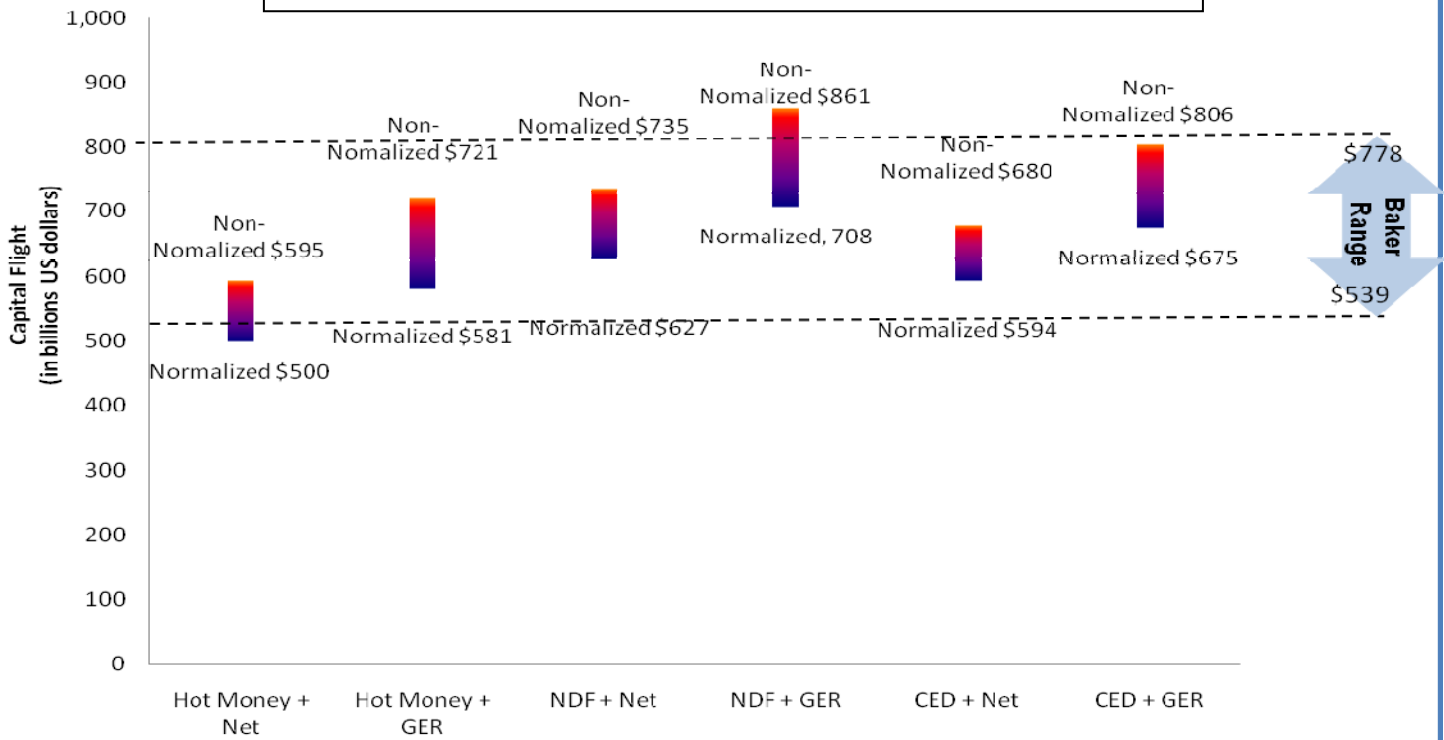 1,000
900
800
700
600
500
400
300
200
100
0
Capital Flight
(in billions US dollars)
Non-
Nomalized $595
Normalized $500
Non-
Nomalized $721
Normalized $581
Non-
Nomalized $735
Normalized $627
Non-
Nomalized $861
Normalized, 708
Non-
Nomalized $680
Normalized $594
Non-
Nomalized $806
Normalized $675
$778
Baker
Range
$539
Hot Money +
Net
Hot Money +
GER
NDF + Net
NDF + GER
CED + Net
CED + GER